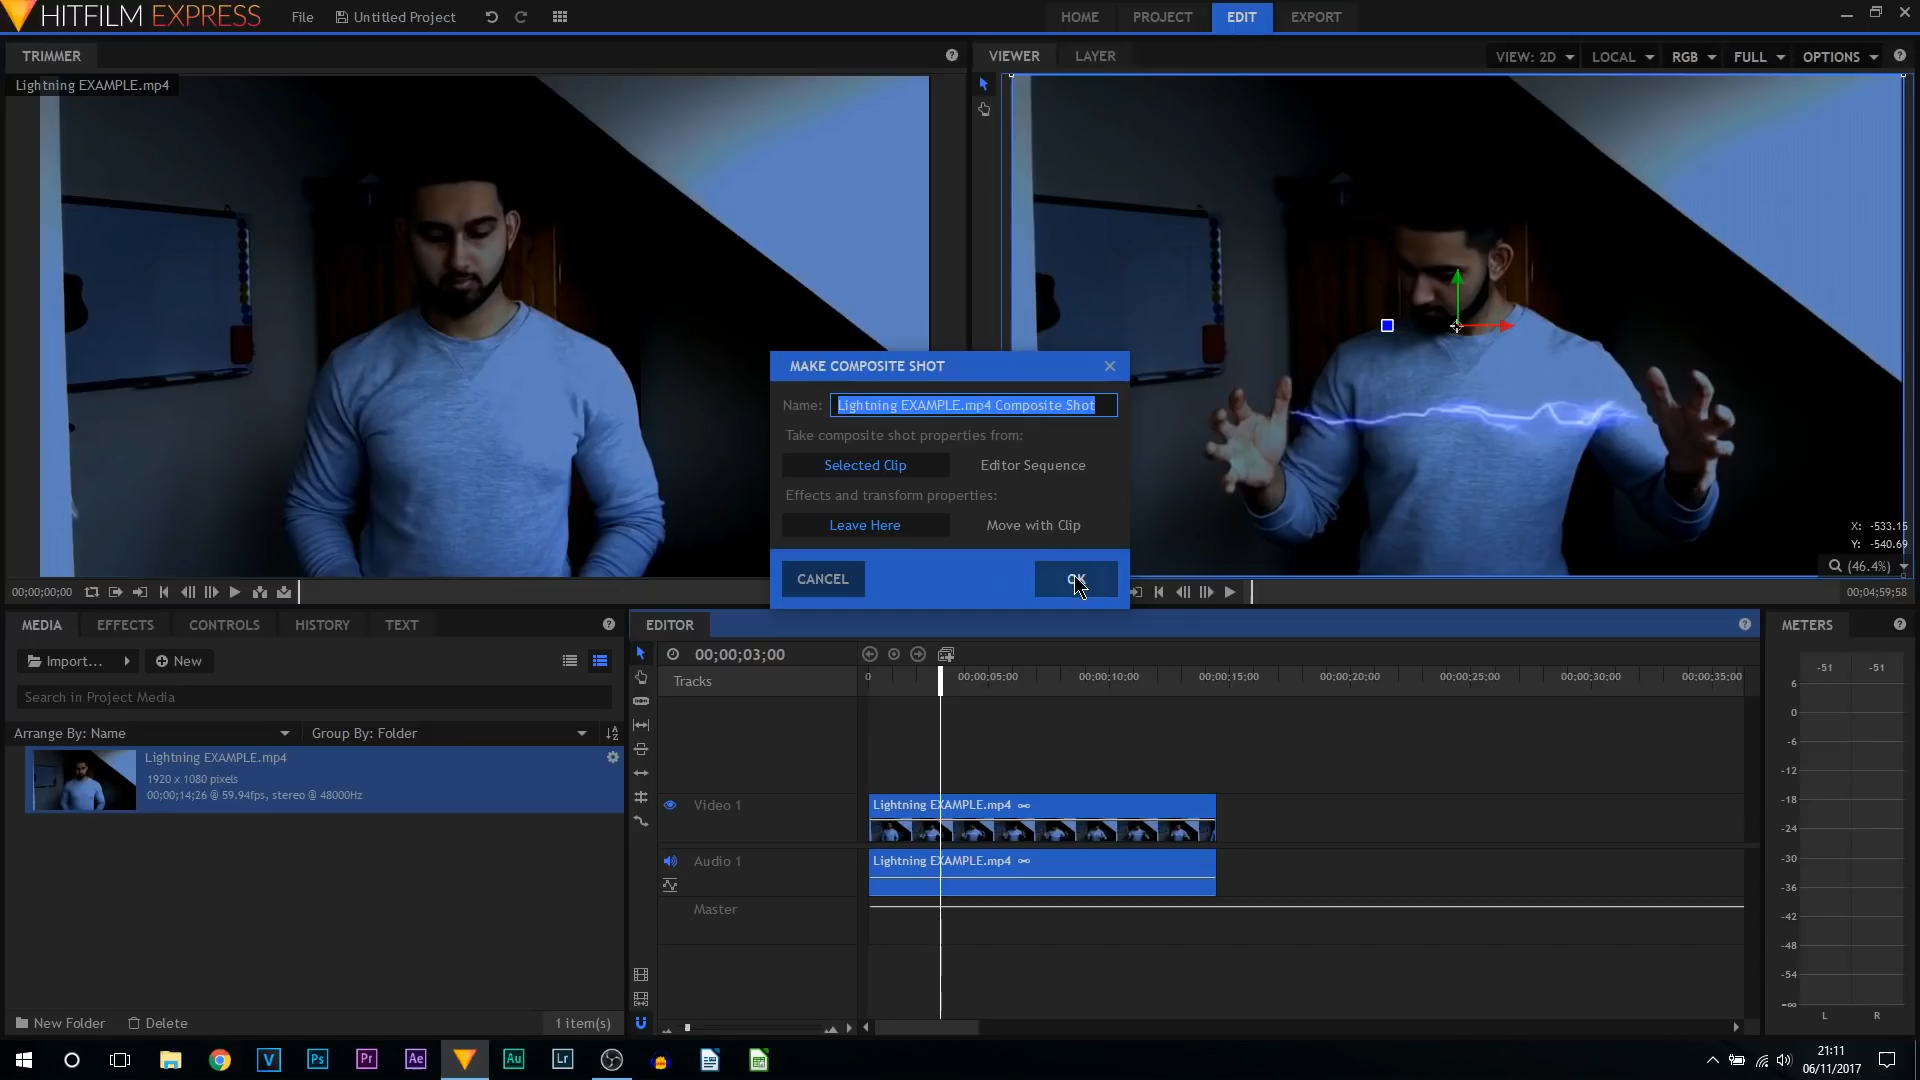 HITFILM EXPRESS
File
Untitled Project
HOME
PROJECT
EDIT
EXPORT
TRIMMER
Lightning EXAMPLE.mp4
VIEWER
LAYER
VIEW: 2D
LOCAL
RGB
FULL
OPTIONS
MAKE COMPOSITE SHOT
Name: Lightning EXAMPLE.mp4 Composite Shot
Take composite shot properties from:
Selected Clip
Editor Sequence
Effects and transform properties:
Leave Here
Move with Clip
CANCEL
OK
X: -533.15
Y: -540.69
(46.4%)
00;00;00;00
00;04;59;58
MEDIA
EFFECTS
CONTROLS
HISTORY
TEXT
Import...
New
Search in Project Media
Arrange By: Name
Group By: Folder
Lightning EXAMPLE.mp4
1920 x 1080 pixels
00;00;14;26 @ 59.94fps, stereo @ 48000Hz
New Folder
Delete
1 item(s)
EDITOR
00;00;03;00
Tracks
0
00;00;05;00
00;00;10;00
00;00;15;00
00;00;20;00
00;00;25;00
00;00;30;00
00;00;35;00
Video 1
Lightning EXAMPLE.mp4
Audio 1
Lightning EXAMPLE.mp4
Master
METERS
-51 -51
6
0
-6
-12
-18
-24
-30
-36
-42
-48
-54
-∞
L R
V
Ps
Pr
Ae
Au
Lr
21:11
06/11/2017